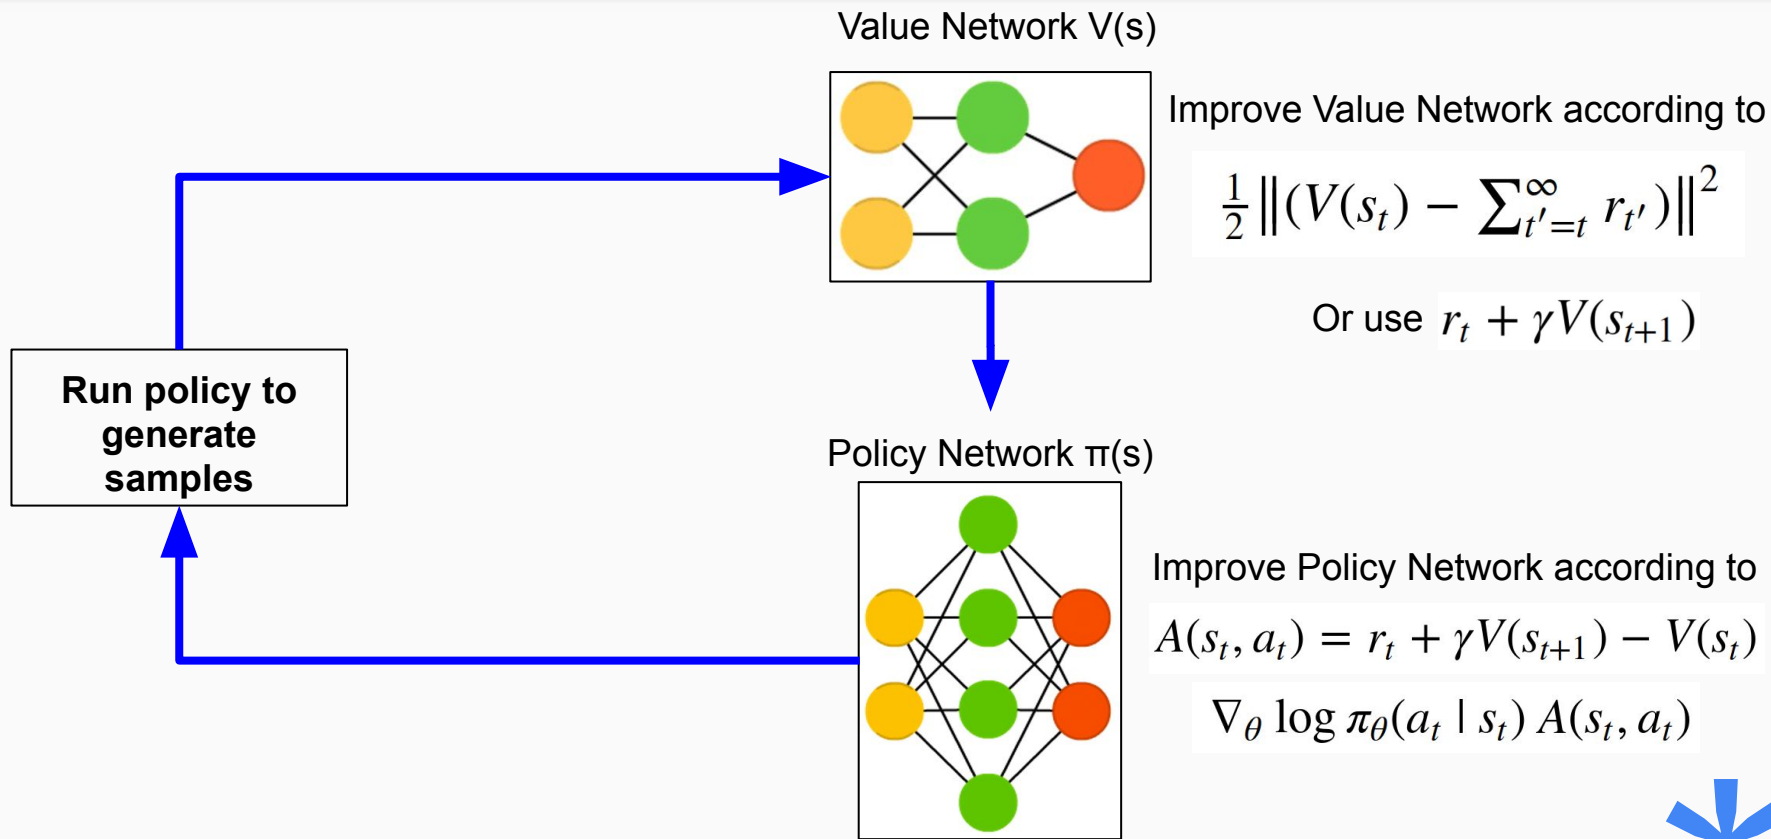 Value Network V(s)
Improve Value Network according to
½‖(V(sₜ) − ∑_{t′=t}^{∞} r_{t′})‖²
Or use rₜ + γV(sₜ₊₁)
Run policy to
generate
samples
Policy Network π(s)
Improve Policy Network according to
A(sₜ, aₜ) = rₜ + γV(sₜ₊₁) − V(sₜ)
∇_θ log π_θ(aₜ | sₜ) A(sₜ, aₜ)